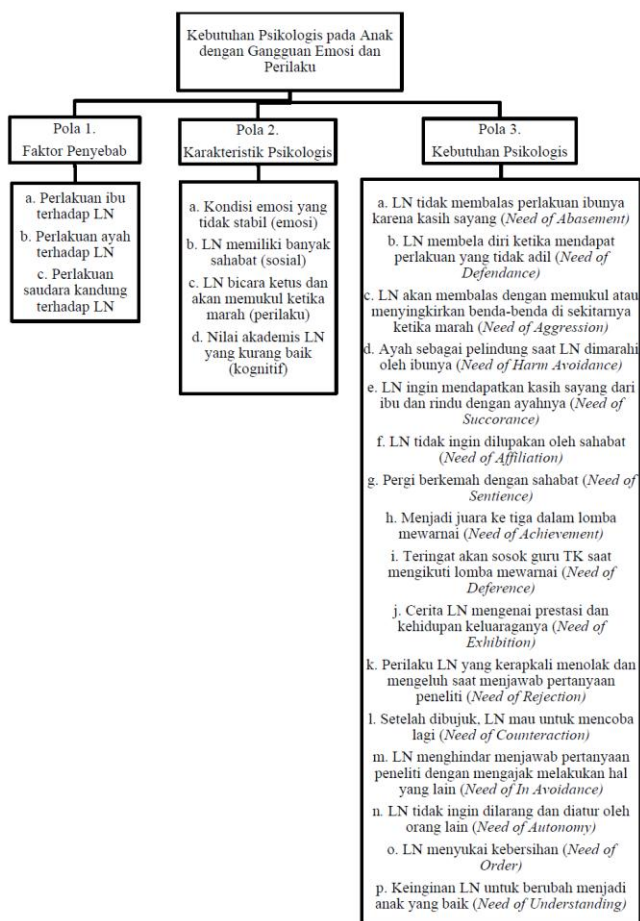 Kebutuhan Psikologis pada Anak
dengan Gangguan Emosi dan
Perilaku
Pola 1.
Faktor Penyebab
a. Perlakuan ibu
terhadap LN
b. Perlakuan ayah
terhadap LN
c. Perlakuan
saudara kandung
terhadap LN
Pola 2.
Karakteristik Psikologis
a. Kondisi emosi yang
tidak stabil (emosi)
b. LN memiliki banyak
sahabat (sosial)
c. LN bicara ketus dan
akan memukul ketika
marah (perilaku)
d. Nilai akademis LN
yang kurang baik
(kognitif)
Pola 3.
Kebutuhan Psikologis
a. LN tidak membalas perlakuan ibunya
karena kasih sayang (Need of Abasement)
b. LN membela diri ketika mendapat
perlakuan yang tidak adil (Need of
Defendance)
c. LN akan membalas dengan memukul atau
menyingkirkan benda-benda di sekitarnya
ketika marah (Need of Aggression)
d. Ayah sebagai pelindung saat LN dimarahi
oleh ibunya (Need of Harm Avoidance)
e. LN ingin mendapatkan kasih sayang dari
ibu dan rindu dengan ayahnya (Need of
Succorance)
f. LN tidak ingin dilupakan oleh sahabat
(Need of Affiliation)
g. Pergi berkemah dengan sahabat (Need of
Sentience)
h. Menjadi juara ke tiga dalam lomba
mewarnai (Need of Achievement)
i. Teringat akan sosok guru TK saat
mengikuti lomba mewarnai (Need of
Deference)
j. Cerita LN mengenai prestasi dan
kehidupan keluaraganya (Need of
Exhibition)
k. Perilaku LN yang kerapkali menolak dan
mengeluh saat menjawab pertanyaan
peneliti (Need of Rejection)
l. Setelah dibujuk, LN mau untuk mencoba
lagi (Need of Counteraction)
m. LN menghindar menjawab pertanyaan
peneliti dengan mengajak melakukan hal
yang lain (Need of In Avoidance)
n. LN tidak ingin dilarang dan diatur oleh
orang lain (Need of Autonomy)
o. LN menyukai kebersihan (Need of
Order)
p. Keinginan LN untuk berubah menjadi
anak yang baik (Need of Understanding)